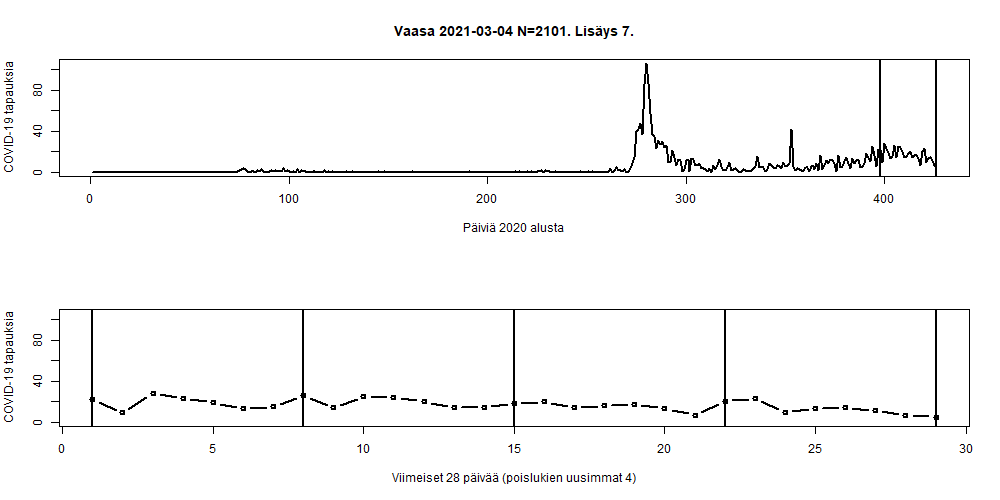 Vaasa 2021-03-04 N=2101. Lisäys 7.
COVID-19 tapauksia
0 40 80
0 100 200 300 400
Päiviä 2020 alusta
COVID-19 tapauksia
0 40 80
0 5 10 15 20 25 30
Viimeiset 28 päivää (poislukien uusimmat 4)